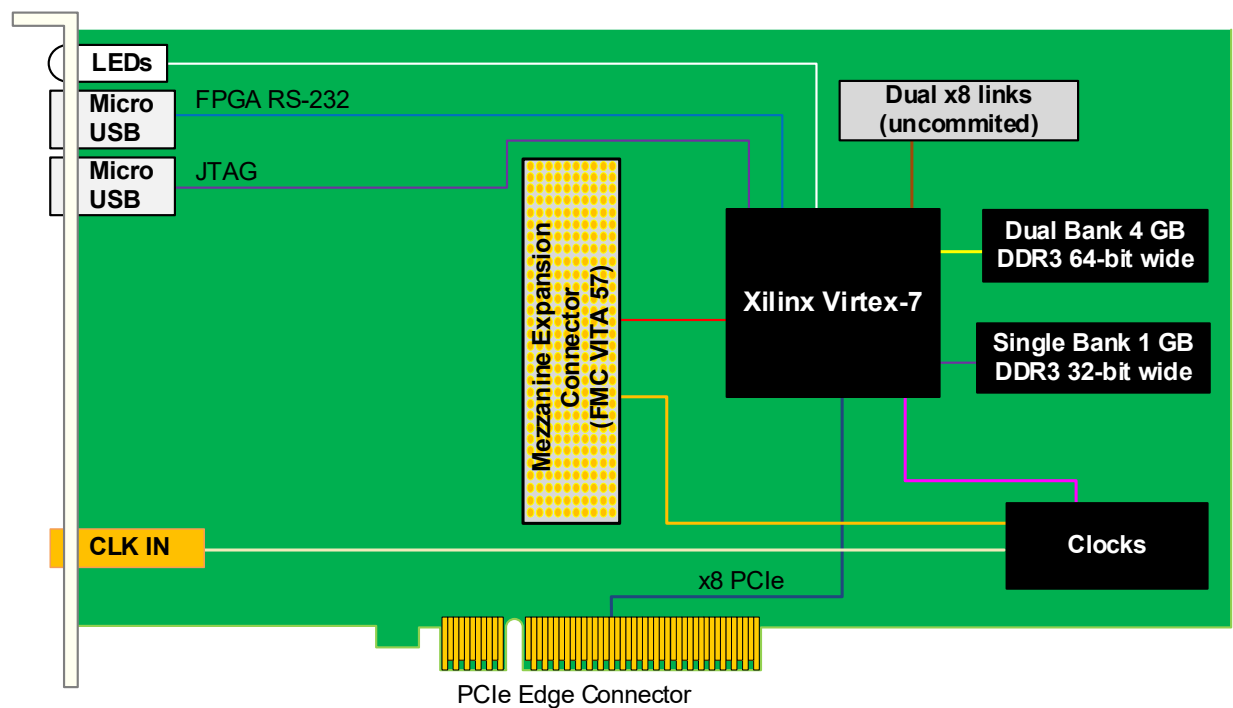 LEDs
Micro
USB
FPGA RS-232
Micro
USB
JTAG
Dual x8 links
(uncommited)
Mezzanine Expansion
Connector
(FMC VITA 57)
Xilinx Virtex-7
Dual Bank 4 GB
DDR3 64-bit wide
Single Bank 1 GB
DDR3 32-bit wide
CLK IN
Clocks
x8 PCIe
PCIe Edge Connector